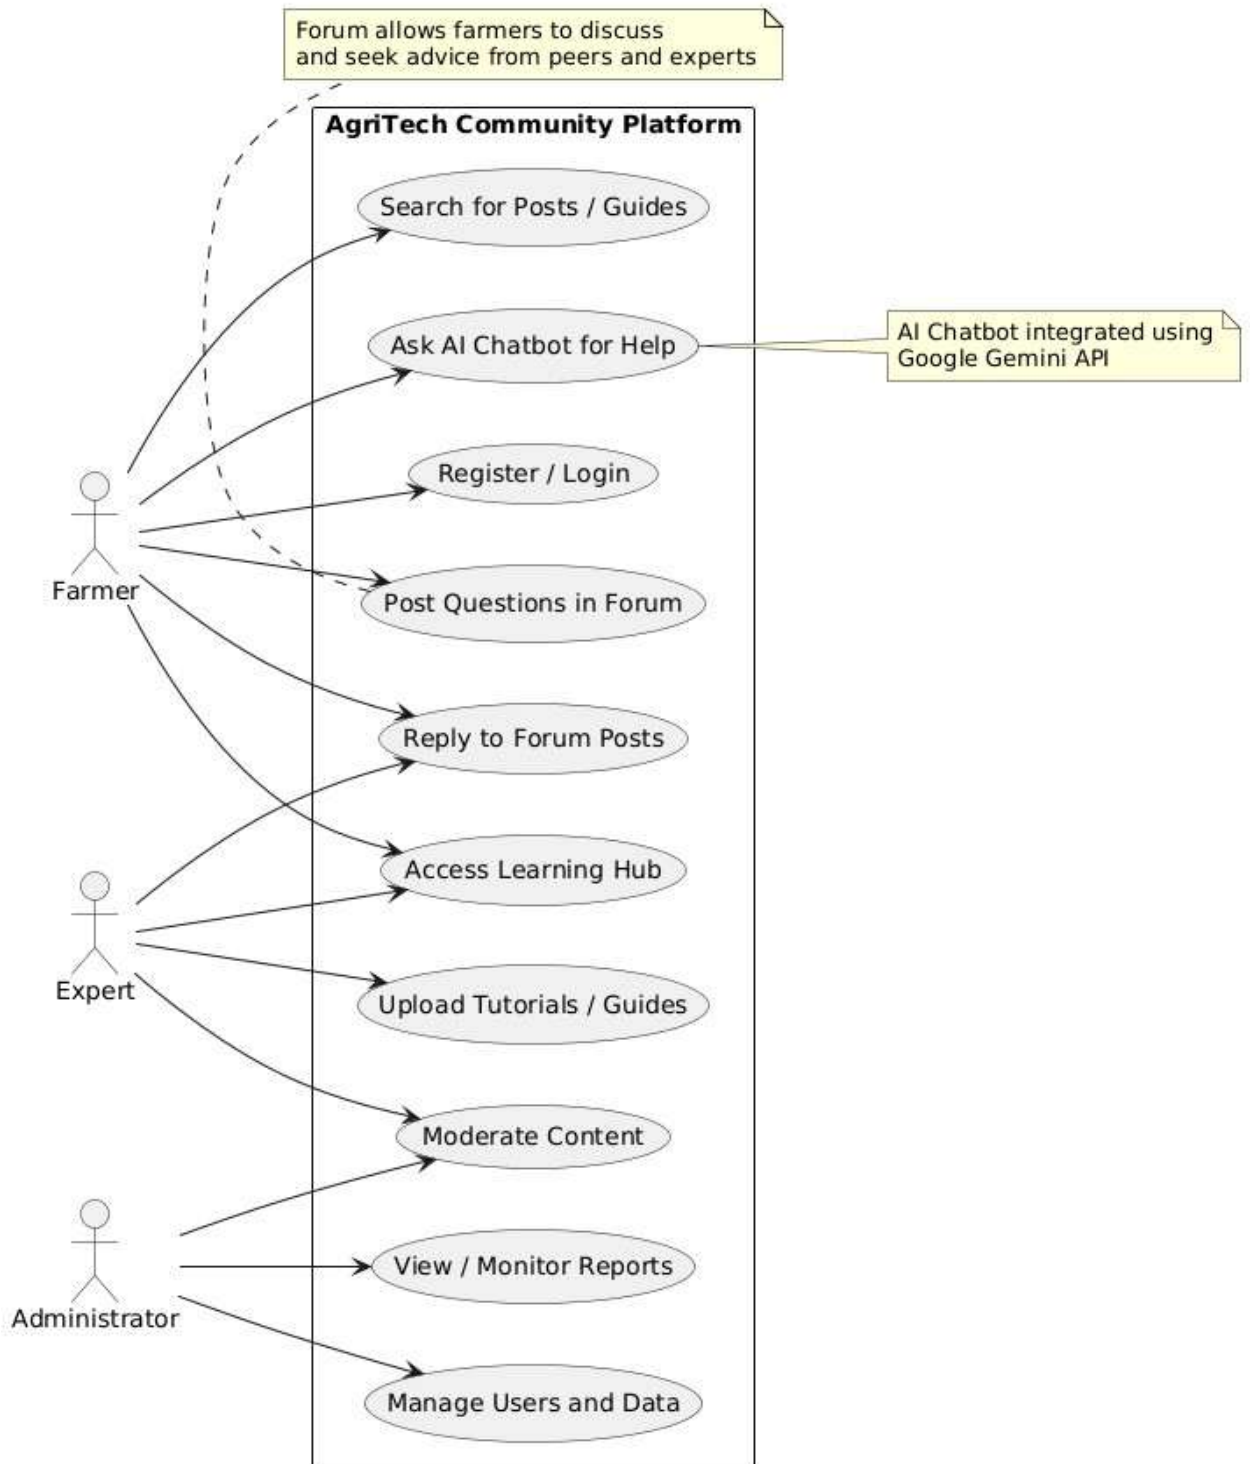 Forum allows farmers to discuss
and seek advice from peers and experts
AgriTech Community Platform
Search for Posts / Guides
Ask AI Chatbot for Help
AI Chatbot integrated using
Google Gemini API
Register / Login
Farmer
Post Questions in Forum
Reply to Forum Posts
Access Learning Hub
Expert
Upload Tutorials / Guides
Moderate Content
View / Monitor Reports
Administrator
Manage Users and Data